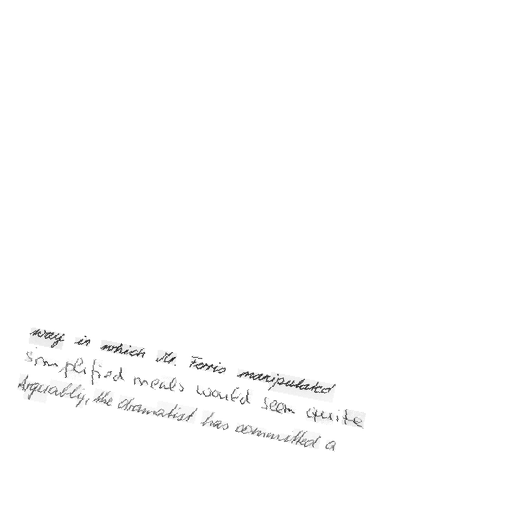 way in which Mr. Ferris manipulated
simplified meals would seem quite
Arguably, the dramatist has committed a